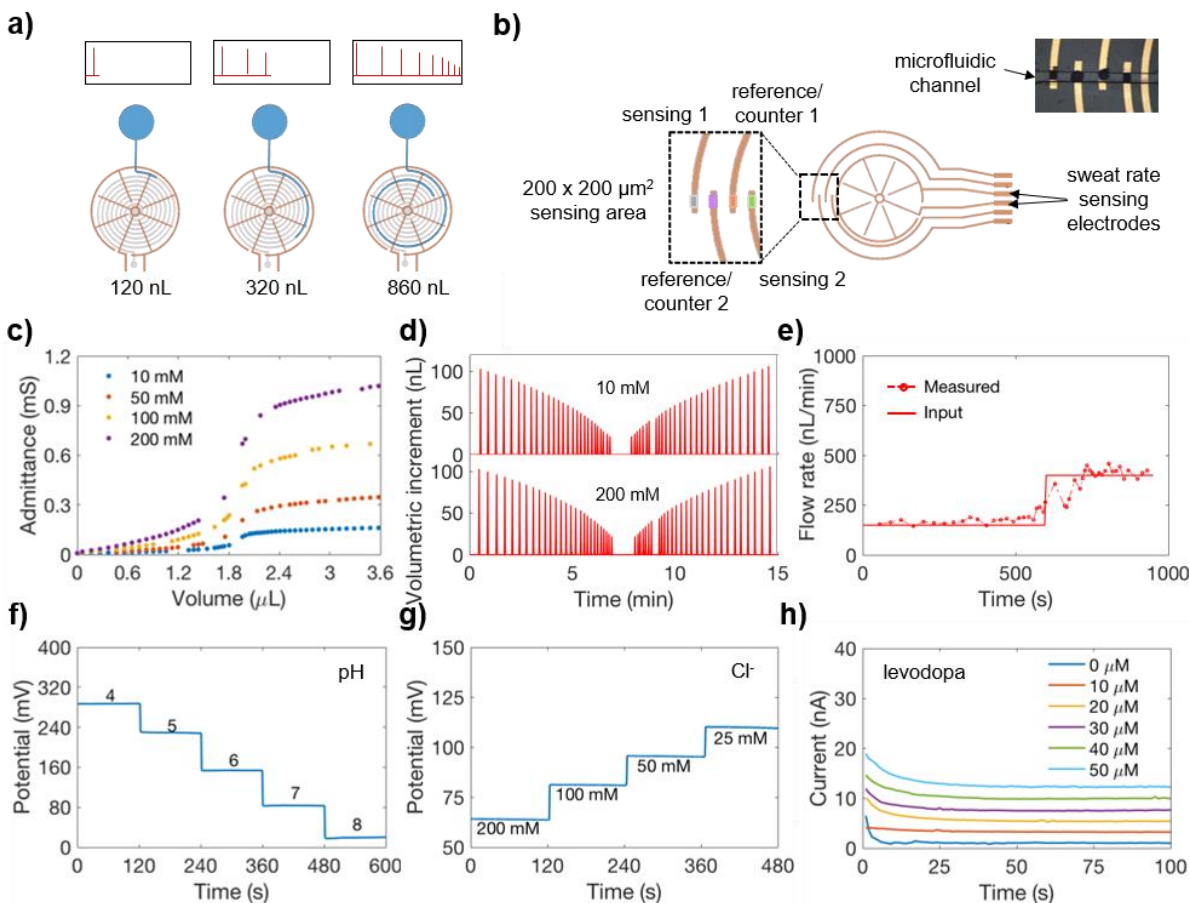 a)
120 nL
320 nL
860 nL
b)
microfluidic
channel
reference/
counter 1
sensing 1
200 x 200 µm²
sensing area
sweat rate
sensing
electrodes
reference/
counter 2
sensing 2
c)
Admittance (mS)
1.2
0.9
0.6
0.3
0
10 mM
50 mM
100 mM
200 mM
0 0.6 1.2 1.8 2.4 3 3.6
Volume (µL)
d)
Volumetric increment (nL)
100
50
0
10 mM
100
50
0
200 mM
0 5 10 15
Time (min)
e)
Flow rate (nL/min)
1000
750
500
250
0
Measured
Input
0 500 1000
Time (s)
f)
Potential (mV)
400
320
240
160
80
0
pH
4
5
6
7
8
0 120 240 360 480 600
Time (s)
g)
Potential (mV)
150
125
100
75
50
Cl⁻
25 mM
50 mM
100 mM
200 mM
0 120 240 360 480
Time (s)
h)
Current (nA)
40
30
20
10
0
levodopa
0 µM
10 µM
20 µM
30 µM
40 µM
50 µM
0 25 50 75 100
Time (s)